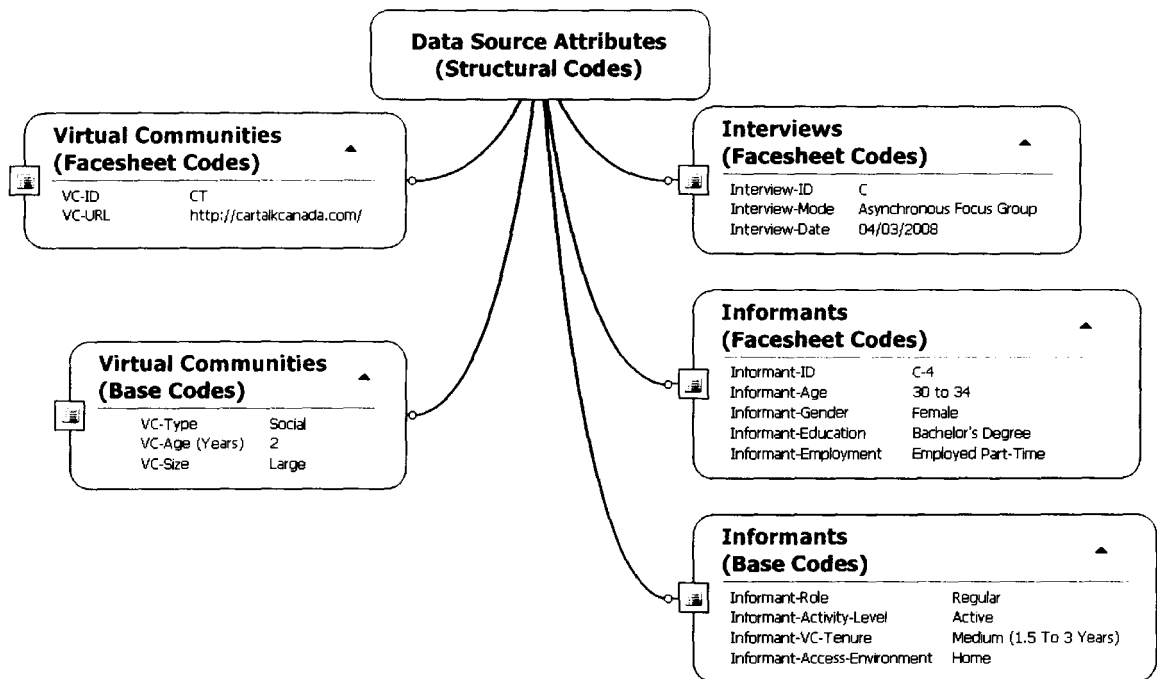 Data Source Attributes
(Structural Codes)
Virtual Communities
(Facesheet Codes)
VC-ID CT
VC-URL http://cartalkcanada.com/
Virtual Communities
(Base Codes)
VC-Type Social
VC-Age (Years) 2
VC-Size Large
Interviews
(Facesheet Codes)
Interview-ID C
Interview-Mode Asynchronous Focus Group
Interview-Date 04/03/2008
Informants
(Facesheet Codes)
Informant-ID C-4
Informant-Age 30 to 34
Informant-Gender Female
Informant-Education Bachelor's Degree
Informant-Employment Employed Part-Time
Informants
(Base Codes)
Informant-Role Regular
Informant-Activity-Level Active
Informant-VC-Tenure Medium (1.5 To 3 Years)
Informant-Access-Environment Home